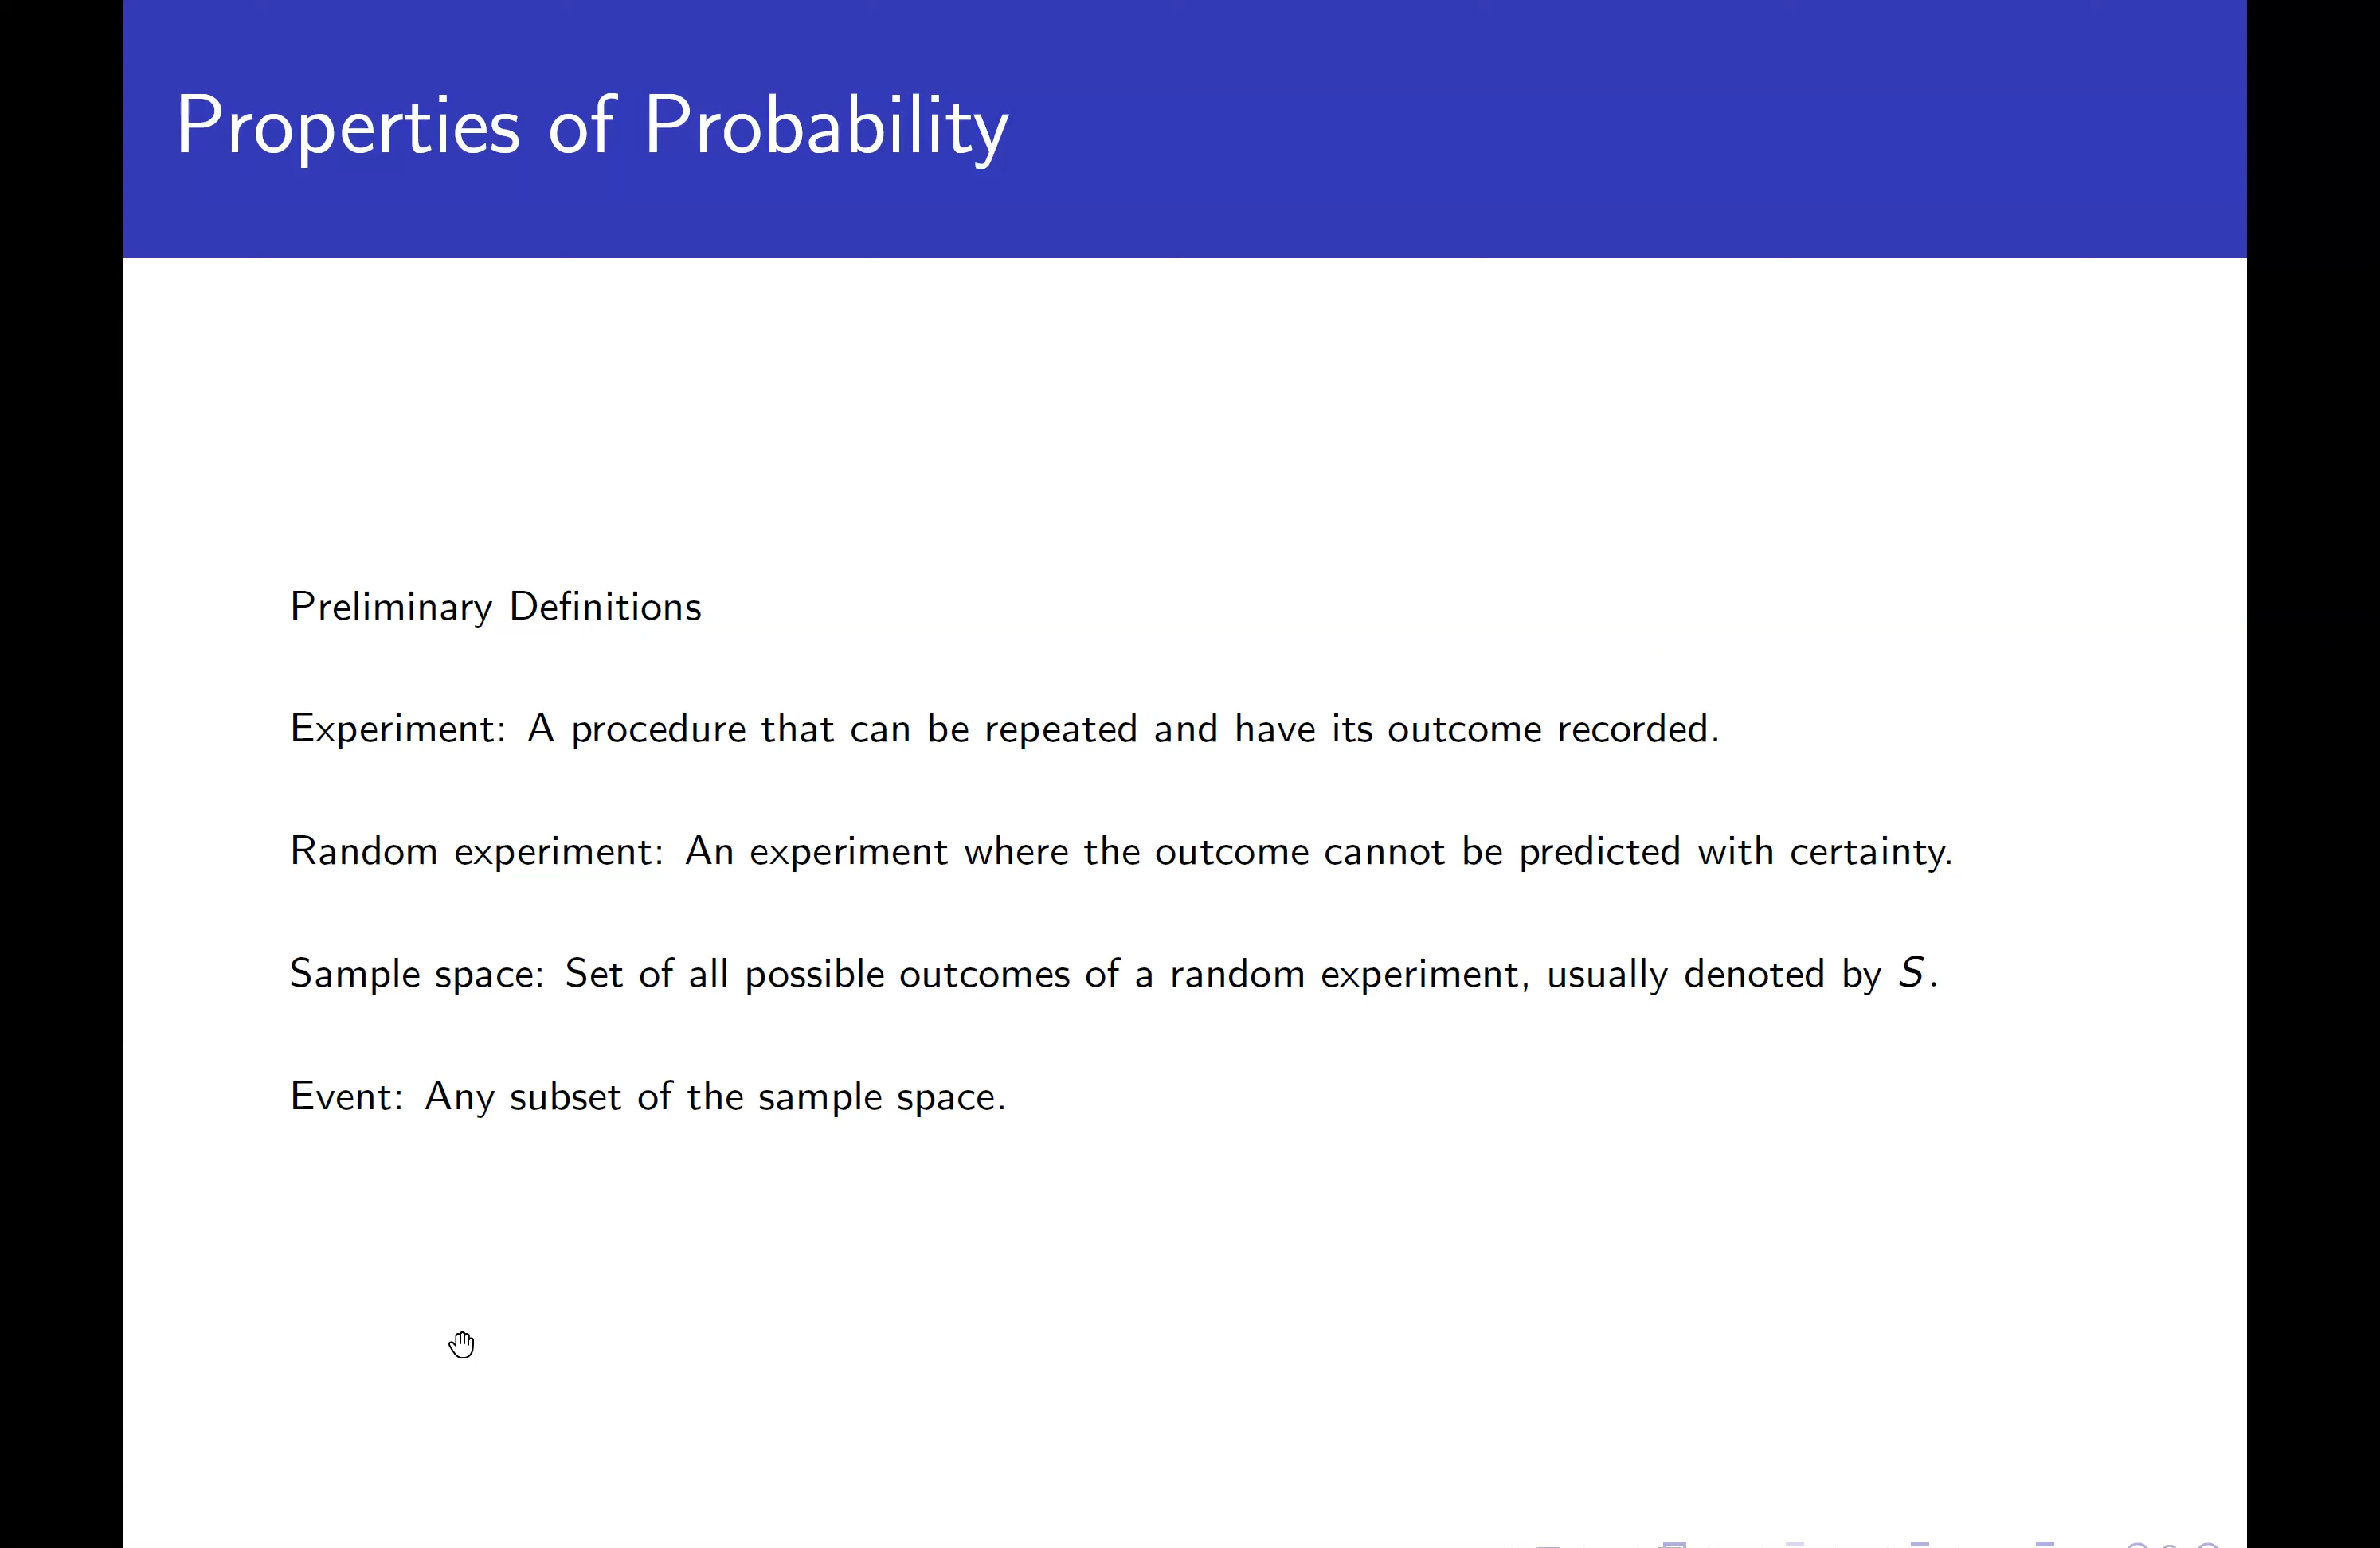 Properties of Probability
Preliminary Definitions
Experiment: A procedure that can be repeated and have its outcome recorded.
Random experiment: An experiment where the outcome cannot be predicted with certainty.
Sample space: Set of all possible outcomes of a random experiment, usually denoted by S.
Event: Any subset of the sample space.